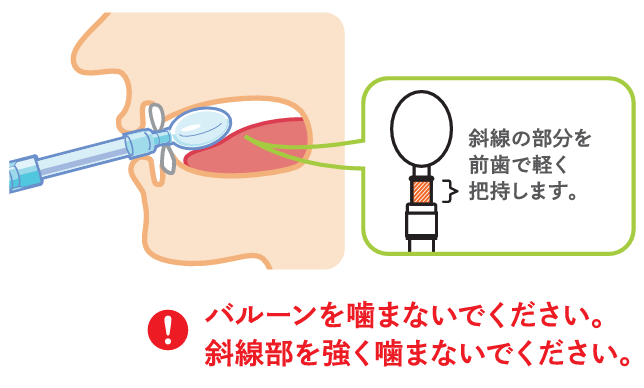 斜線の部分を
前歯で軽く
把持します。
バルーンを噛まないでください。
斜線部を強く噛まないでください。